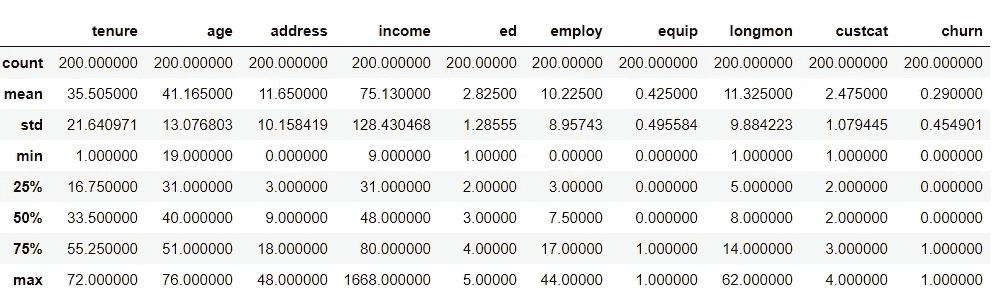 tenure age address income ed employ equip longmon custcat churn
count 200.000000 200.000000 200.000000 200.000000 200.00000 200.00000 200.000000 200.000000 200.000000 200.000000
mean 35.505000 41.165000 11.650000 75.130000 2.82500 10.22500 0.425000 11.325000 2.475000 0.290000
std 21.640971 13.076803 10.158419 128.430468 1.28555 8.95743 0.495584 9.884223 1.079445 0.454901
min 1.000000 19.000000 0.000000 9.000000 1.00000 0.00000 0.000000 1.000000 1.000000 0.000000
25% 16.750000 31.000000 3.000000 31.000000 2.00000 3.00000 0.000000 5.000000 2.000000 0.000000
50% 33.500000 40.000000 9.000000 48.000000 3.00000 7.50000 0.000000 8.000000 2.000000 0.000000
75% 55.250000 51.000000 18.000000 80.000000 4.00000 17.00000 1.000000 14.000000 3.000000 1.000000
max 72.000000 76.000000 48.000000 1668.000000 5.00000 44.00000 1.000000 62.000000 4.000000 1.000000